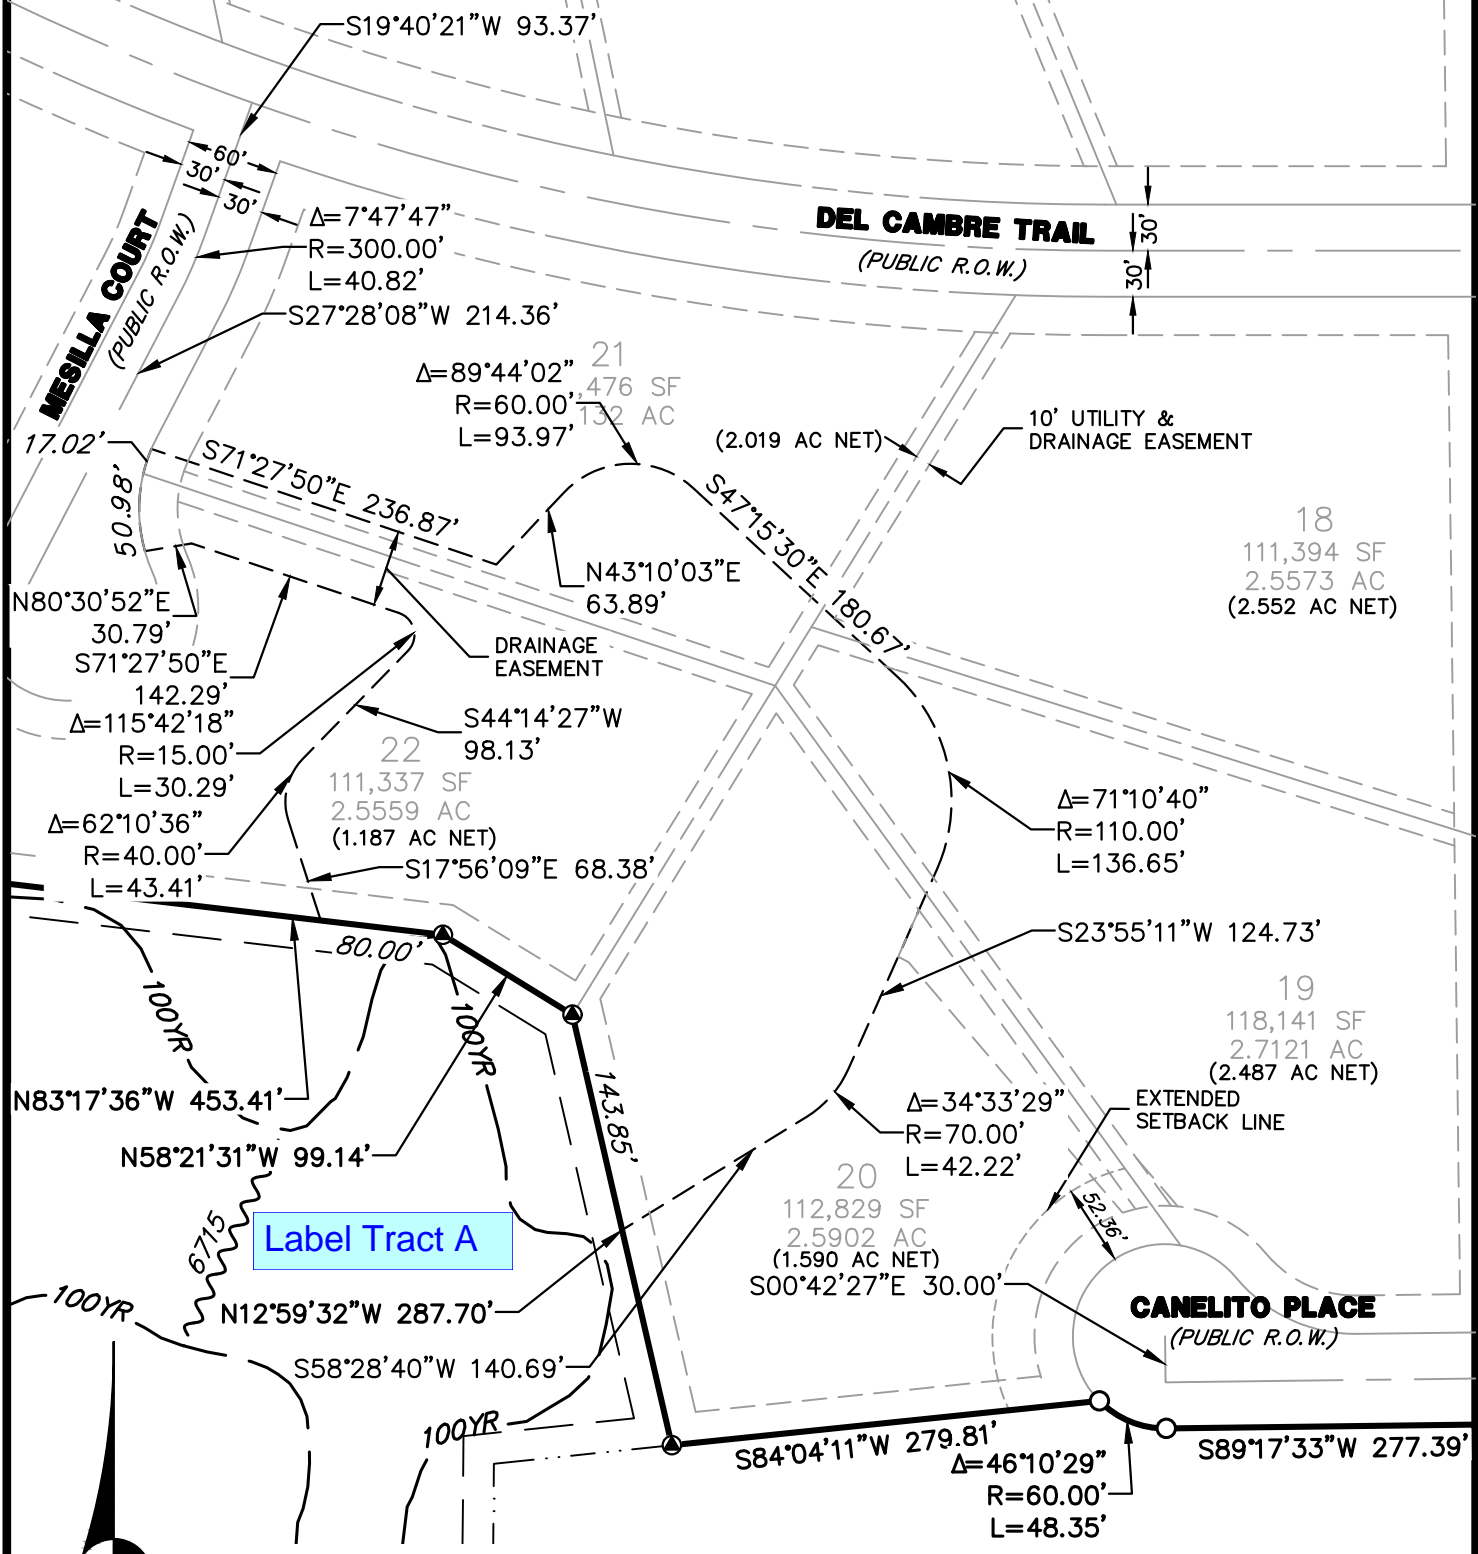 S19°40'21"W 93.37'
60'
30'
30'
Δ=7°47'47"
R=300.00'
L=40.82'
S27°28'08"W 214.36'
MESILLA COURT
(PUBLIC R.O.W.)
DEL CAMBRE TRAIL
(PUBLIC R.O.W.)
30'
30'
21
,476 SF
132 AC
Δ=89°44'02"
R=60.00'
L=93.97'
(2.019 AC NET)
10' UTILITY &
DRAINAGE EASEMENT
17.02'
50.98'
S71°27'50"E 236.87'
S47°15'30"E 180.67'
18
111,394 SF
2.5573 AC
(2.552 AC NET)
N43°10'03"E
63.89'
N80°30'52"E
30.79'
S71°27'50"E
142.29'
DRAINAGE
EASEMENT
Δ=115°42'18"
R=15.00'
L=30.29'
S44°14'27"W
98.13'
22
111,337 SF
2.5559 AC
(1.187 AC NET)
Δ=62°10'36"
R=40.00'
L=43.41'
S17°56'09"E 68.38'
Δ=71°10'40"
R=110.00'
L=136.65'
S23°55'11"W 124.73'
80.00'
100YR
100YR
19
118,141 SF
2.7121 AC
(2.487 AC NET)
N83°17'36"W 453.41'
N58°21'31"W 99.14'
143.85'
Δ=34°33'29"
R=70.00'
L=42.22'
EXTENDED
SETBACK LINE
20
112,829 SF
2.5902 AC
(1.590 AC NET)
52.36'
6715
Label Tract A
S00°42'27"E 30.00'
100YR
N12°59'32"W 287.70'
CANELITO PLACE
(PUBLIC R.O.W.)
S58°28'40"W 140.69'
100YR
S84°04'11"W 279.81'
S89°17'33"W 277.39'
Δ=46°10'29"
R=60.00'
L=48.35'